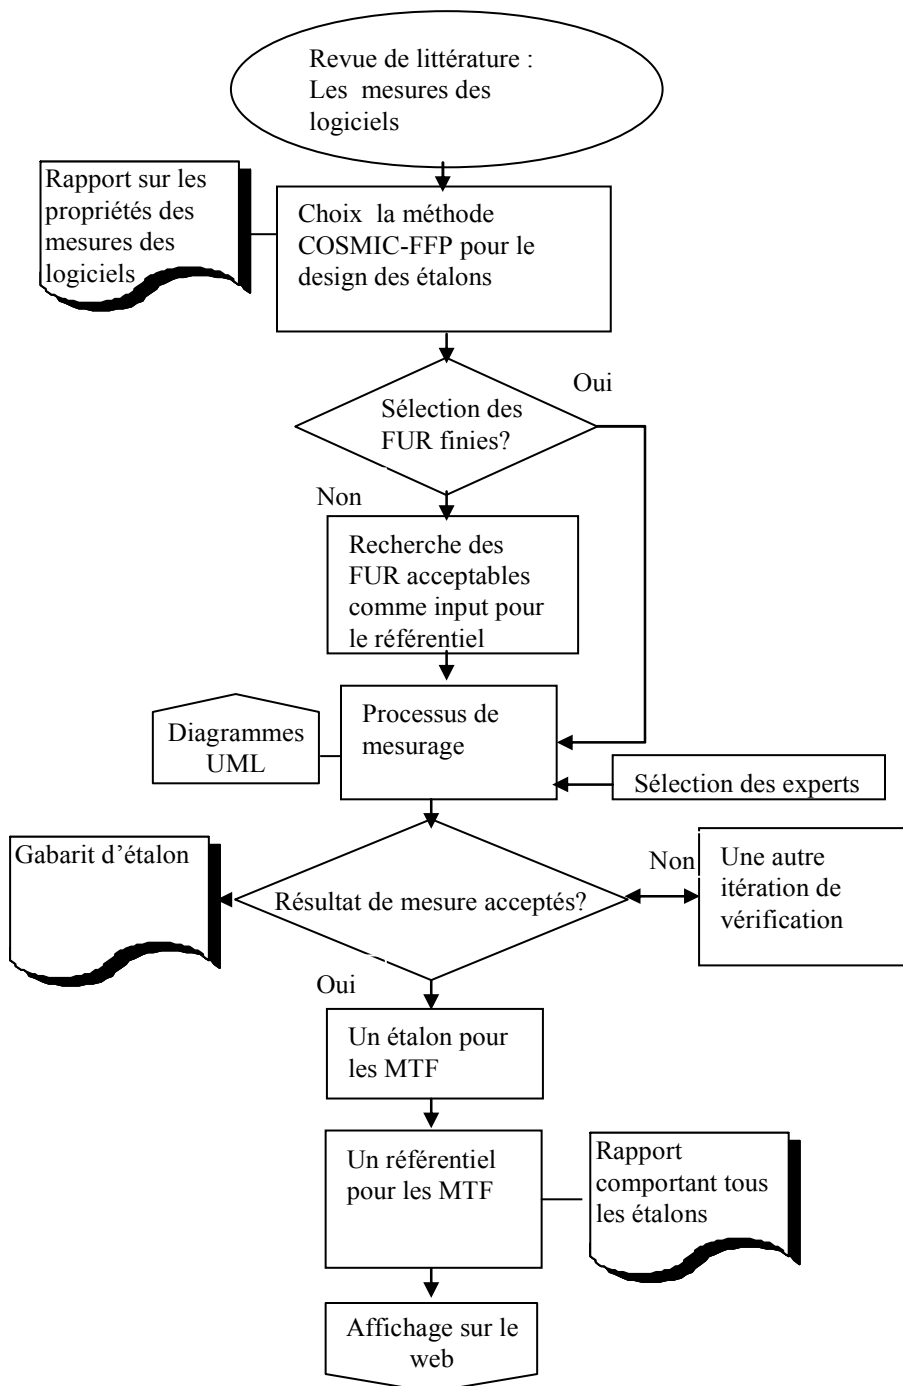 Revue de littérature :
Les mesures des
logiciels
Rapport sur les
propriétés des
mesures des
logiciels
Choix la méthode
COSMIC-FFP pour le
design des étalons
Oui
Sélection des
FUR finies?
Non
Recherche des
FUR acceptables
comme input pour
le référentiel
Diagrammes
UML
Processus de
mesurage
Sélection des experts
Gabarit d’étalon
Résultat de mesure acceptés?
Non
Une autre
itération de
vérification
Oui
Un étalon pour
les MTF
Un référentiel
pour les MTF
Rapport
comportant tous
les étalons
Affichage sur le
web